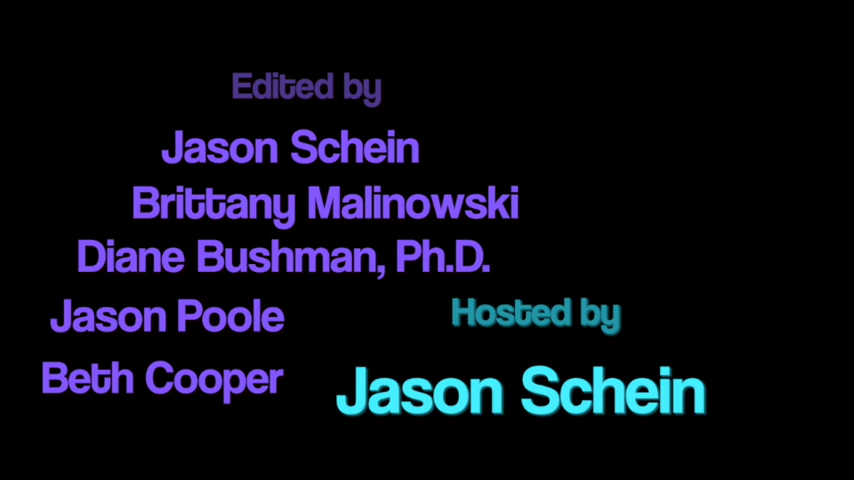 Edited by
Jason Schein
Brittany Malinowski
Diane Bushman, Ph.D.
Jason Poole
Beth Cooper
Hosted by
Jason Schein